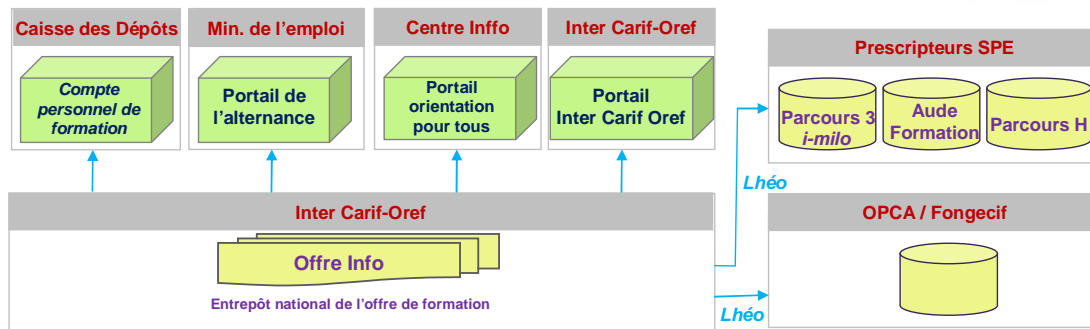 Caisse des Dépôts
Compte
personnel de
formation
Min. de l'emploi
Portail de
l'alternance
Centre Inffo
Portail
orientation
pour tous
Inter Carif-Oref
Portail
Inter Carif Oref
Prescripteurs SPE
Parcours 3
i-milo
Aude
Formation
Parcours H
Lhéo
Inter Carif-Oref
Offre Info
Entrepôt national de l'offre de formation
OPCA / Fongecif
Lhéo